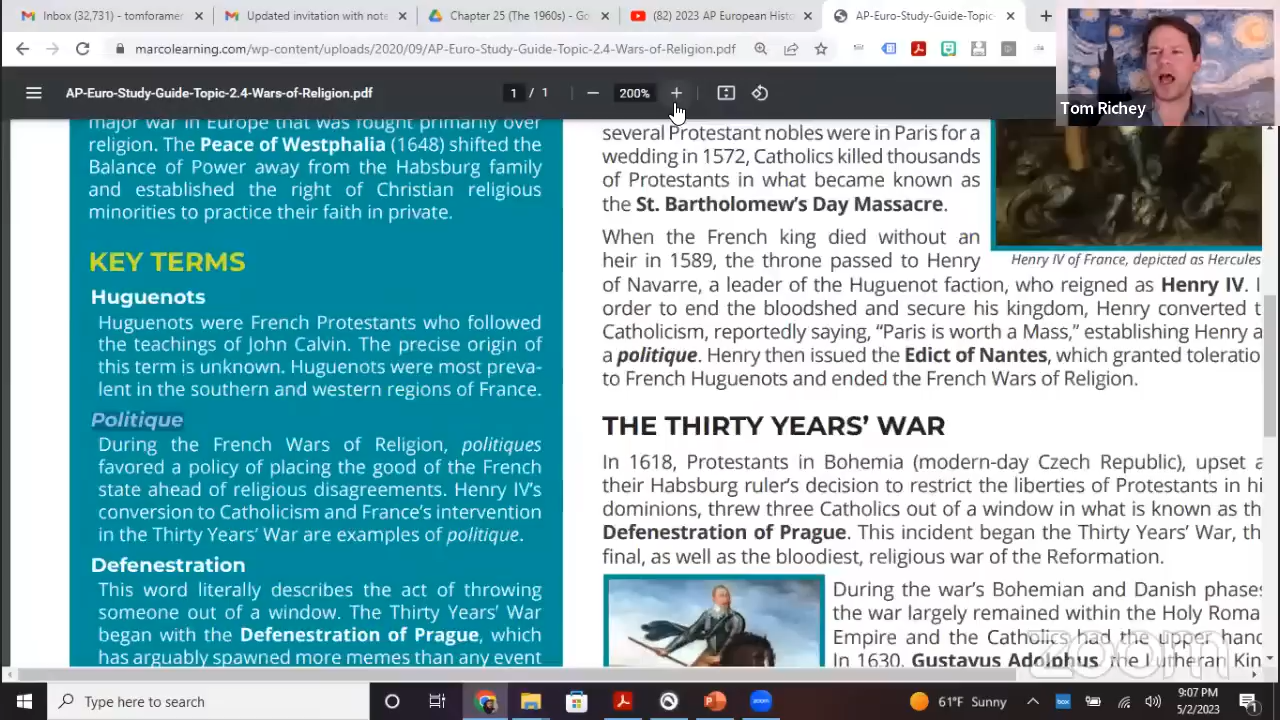 Inbox (32,731) - tomforamer
Updated invitation with note
Chapter 25 (The 1960s) - Go
(82) 2023 AP European Histo
AP-Euro-Study-Guide-Topic-
marcolearning.com/wp-content/uploads/2020/09/AP-Euro-Study-Guide-Topic-2.4-Wars-of-Religion.pdf
AP-Euro-Study-Guide-Topic-2.4-Wars-of-Religion.pdf
1 / 1
200%
Tom Richey
major war in Europe that was fought primarily over
religion. The Peace of Westphalia (1648) shifted the
Balance of Power away from the Habsburg family
and established the right of Christian religious
minorities to practice their faith in private.
KEY TERMS
Huguenots
Huguenots were French Protestants who followed
the teachings of John Calvin. The precise origin of
this term is unknown. Huguenots were most preva-
lent in the southern and western regions of France.
Politique
During the French Wars of Religion, politiques
favored a policy of placing the good of the French
state ahead of religious disagreements. Henry IV's
conversion to Catholicism and France's intervention
in the Thirty Years' War are examples of politique.
Defenestration
This word literally describes the act of throwing
someone out of a window. The Thirty Years' War
began with the Defenestration of Prague, which
has arguably spawned more memes than any event
several Protestant nobles were in Paris for a
wedding in 1572, Catholics killed thousands
of Protestants in what became known as
the St. Bartholomew's Day Massacre.
When the French king died without an
heir in 1589, the throne passed to Henry
Henry IV of France, depicted as Hercules
of Navarre, a leader of the Huguenot faction, who reigned as Henry IV. I
order to end the bloodshed and secure his kingdom, Henry converted t
Catholicism, reportedly saying, "Paris is worth a Mass," establishing Henry a
a politique. Henry then issued the Edict of Nantes, which granted toleratio
to French Huguenots and ended the French Wars of Religion.
THE THIRTY YEARS' WAR
In 1618, Protestants in Bohemia (modern-day Czech Republic), upset a
their Habsburg ruler's decision to restrict the liberties of Protestants in hi
dominions, threw three Catholics out of a window in what is known as th
Defenestration of Prague. This incident began the Thirty Years' War, th
final, as well as the bloodiest, religious war of the Reformation.
During the war's Bohemian and Danish phases
the war largely remained within the Holy Roma
Empire and the Catholics had the upper hand
In 1630, Gustavus Adolphus, the Lutheran Kin
zoom
Type here to search
zoom
61°F Sunny
box
9:07 PM
5/2/2023
1